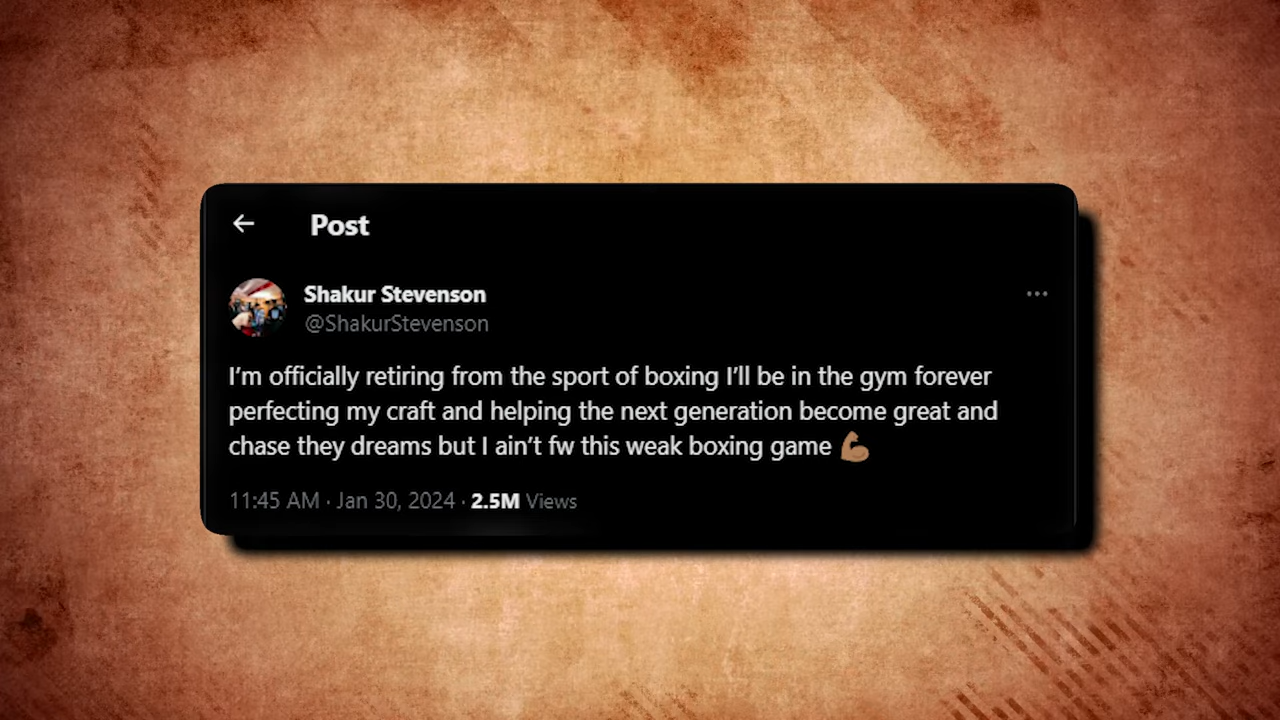 Post
Shakur Stevenson
@ShakurStevenson
I’m officially retiring from the sport of boxing I’ll be in the gym forever
perfecting my craft and helping the next generation become great and
chase they dreams but I ain’t fw this weak boxing game 💪🏽
11:45 AM · Jan 30, 2024 · 2.5M Views